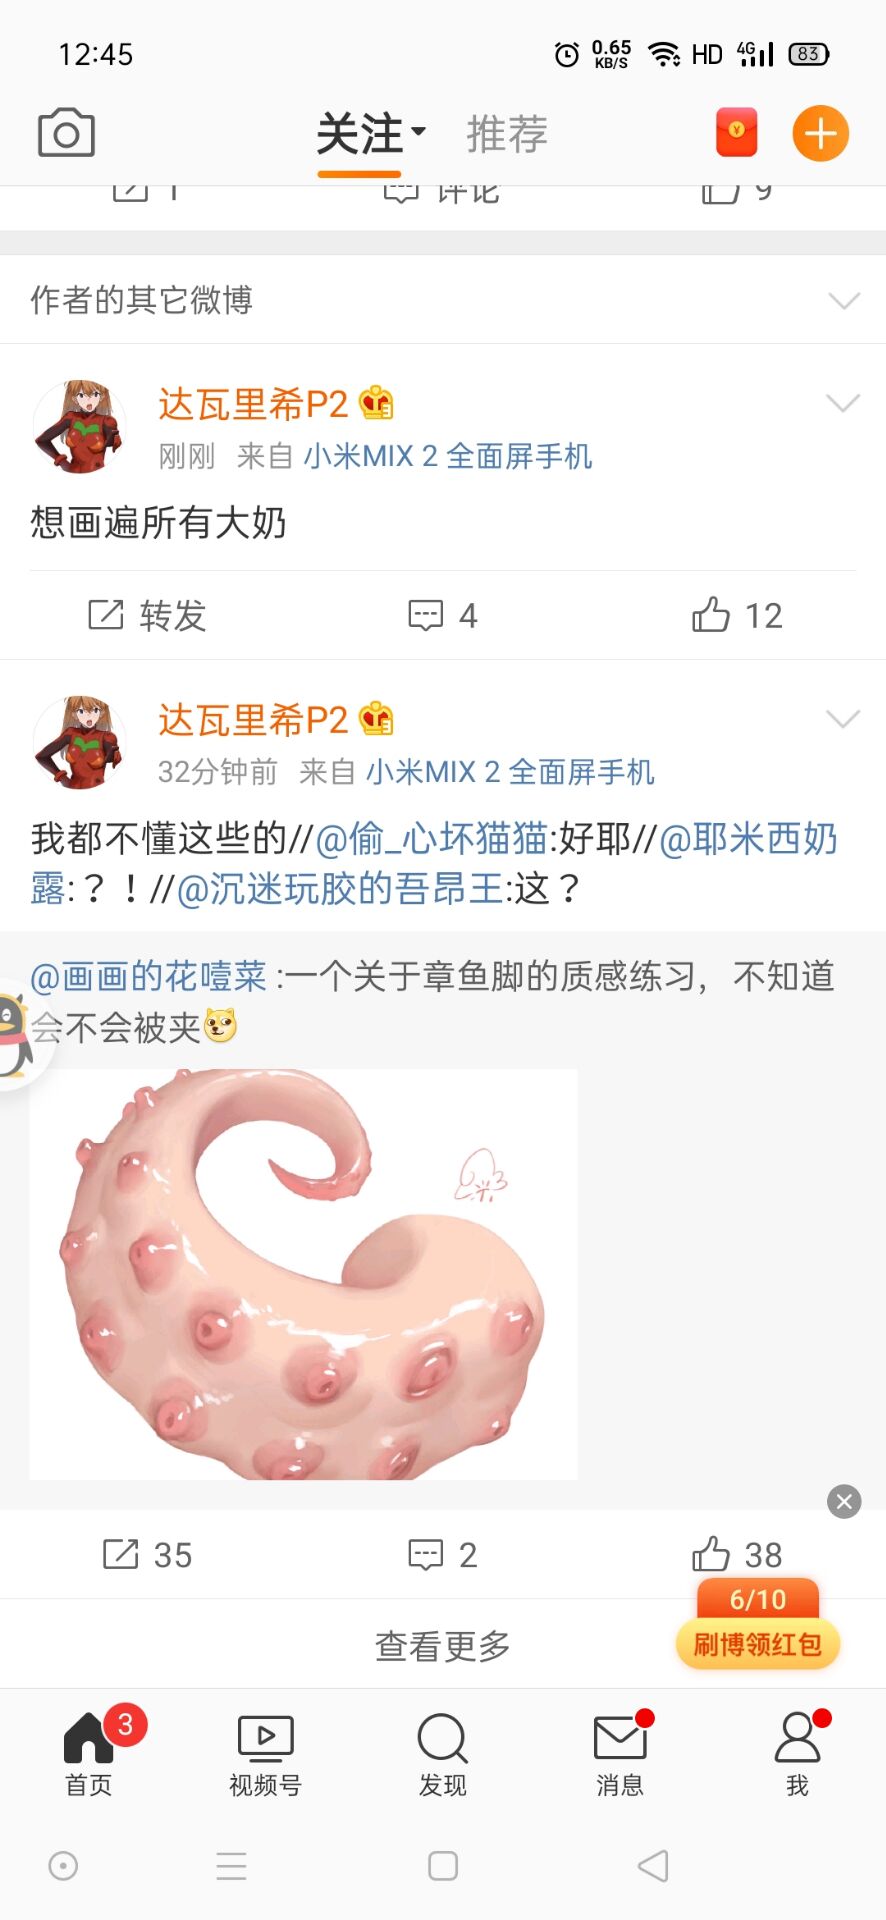 12:45
0.65 KB/S HD 4G 83
关注 推荐
1 评论 9
作者的其它微博
达瓦里希P2
刚刚 来自 小米MIX 2 全面屏手机
想画遍所有大奶
转发 4 12
达瓦里希P2
32分钟前 来自 小米MIX 2 全面屏手机
我都不懂这些的//@偷_心坏猫猫:好耶//@耶米西奶
露:？！//@沉迷玩胶的吾昂王:这？
@画画的花噎菜 :一个关于章鱼脚的质感练习，不知道
会不会被夹
35 2 38
6/10
查看更多 刷博领红包
3
首页 视频号 发现 消息 我